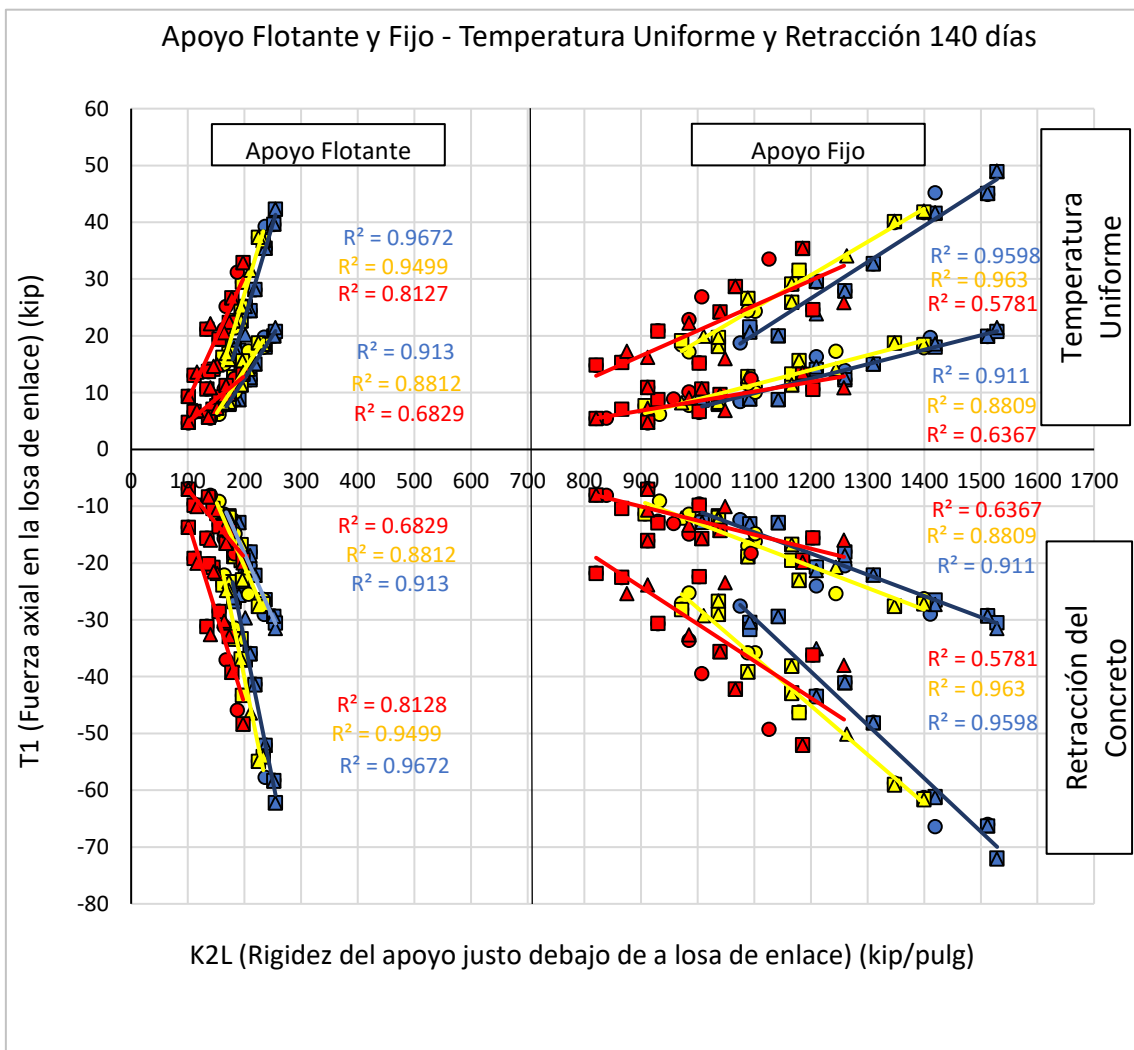 Apoyo Flotante y Fijo - Temperatura Uniforme y Retracción 140 días
60
50
40
30
20
10
0
-10
-20
-30
-40
-50
-60
-70
-80
0 100 200 300 400 500 600 700 800 900 1000 1100 1200 1300 1400 1500 1600 1700
Apoyo Flotante
Apoyo Fijo
Temperatura
Uniforme
Retracción del
Concreto
R² = 0.9672
R² = 0.9499
R² = 0.8127
R² = 0.913
R² = 0.8812
R² = 0.6829
R² = 0.9598
R² = 0.963
R² = 0.5781
R² = 0.911
R² = 0.8809
R² = 0.6367
R² = 0.6829
R² = 0.8812
R² = 0.913
R² = 0.8128
R² = 0.9499
R² = 0.9672
R² = 0.6367
R² = 0.8809
R² = 0.911
R² = 0.5781
R² = 0.963
R² = 0.9598
T1 (Fuerza axial en la losa de enlace) (kip)
K2L (Rigidez del apoyo justo debajo de a losa de enlace) (kip/pulg)